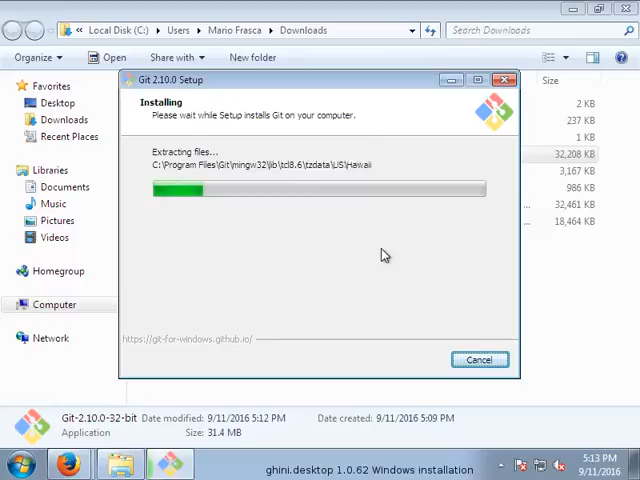 Local Disk (C:) Users Mario Frasca Downloads
Search Downloads
Organize Open Share with New folder
Favorites
Desktop
Downloads
Recent Places
Libraries
Documents
Music
Pictures
Videos
Homegroup
Computer
Network
Git 2.10.0 Setup
Installing
Please wait while Setup installs Git on your computer.
Extracting files...
C:\Program Files\Git\mingw32\lib\tcl8.6\tzdata\US\Hawaii
https://git-for-windows.github.io/
Cancel
Size
2 KB
237 KB
1 KB
32,208 KB
3,167 KB
986 KB
... 32,461 KB
... 18,464 KB
Git-2.10.0-32-bit Date modified: 9/11/2016 5:12 PM Date created: 9/11/2016 5:09 PM
Application Size: 31.4 MB
ghini.desktop 1.0.62 Windows installation
5:13 PM
9/11/2016